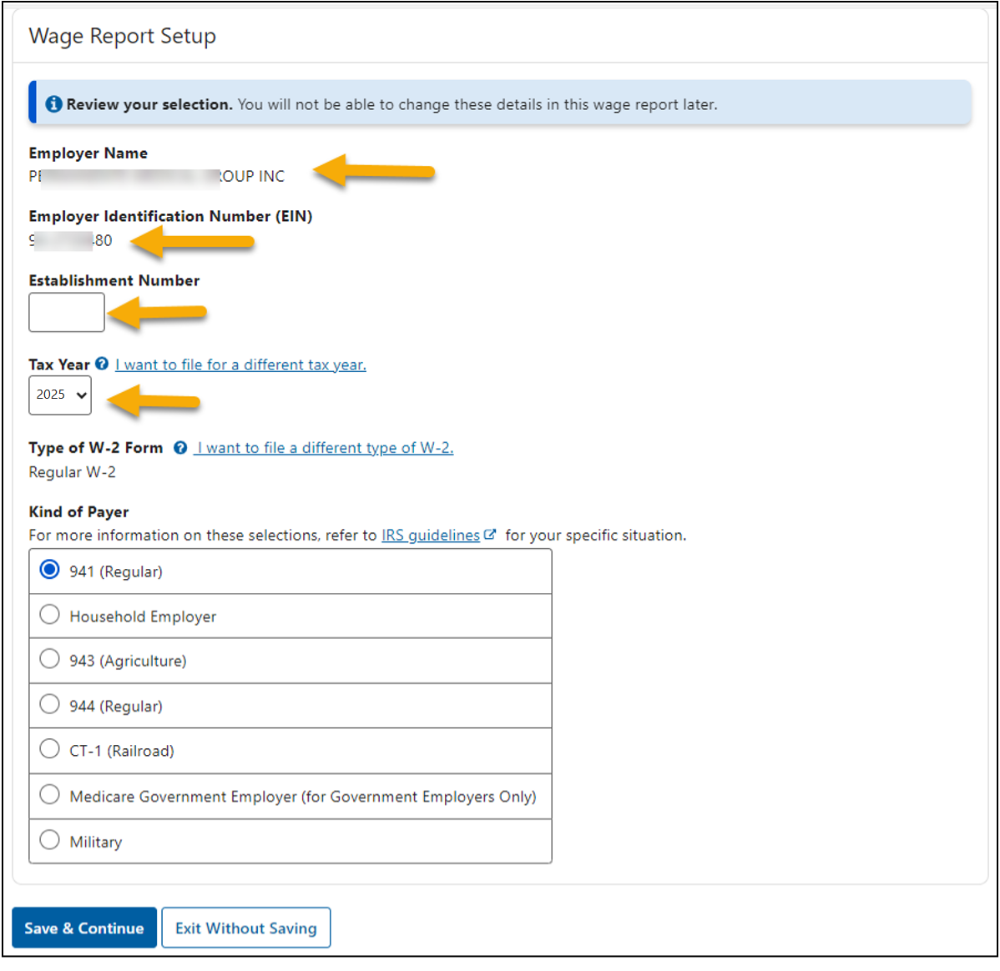 Wage Report Setup
Review your selection. You will not be able to change these details in this wage report later.
Employer Name
INC
Employer Identification Number (EIN)
Establishment Number
Tax Year I want to file for a different tax year.
2025
Type of W-2 Form I want to file a different type of W-2.
Regular W-2
Kind of Payer
For more information on these selections, refer to IRS guidelines for your specific situation.
941 (Regular)
Household Employer
943 (Agriculture)
944 (Regular)
CT-1 (Railroad)
Medicare Government Employer (for Government Employers Only)
Military
Save & Continue
Exit Without Saving